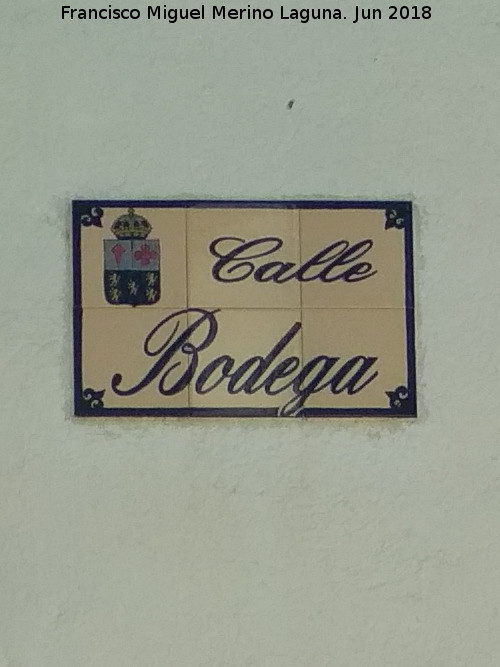 Francisco Miguel Merino Laguna. Jun 2018
Calle
Bodega